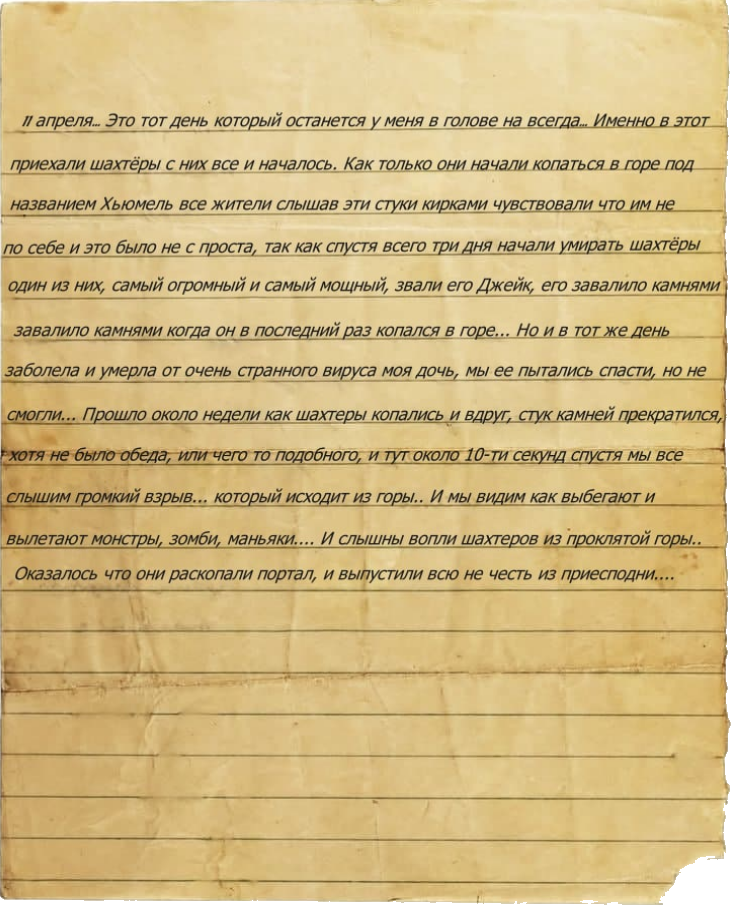 11 апреля... Это тот день который останется у меня в голове на всегда... Именно в этот
приехали шахтёры с них все и началось. Как только они начали копаться в горе под
названием Хьюмель все жители слышав эти стуки кирками чувствовали что им не
по себе и это было не с проста, так как спустя всего три дня начали умирать шахтёры
один из них, самый огромный и самый мощный, звали его Джейк, его завалило камнями
завалило камнями когда он в последний раз копался в горе... Но и в тот же день
заболела и умерла от очень странного вируса моя дочь, мы ее пытались спасти, но не
смогли... Прошло около недели как шахтеры копались и вдруг, стук камней прекратился,
хотя не было обеда, или чего то подобного, и тут около 10-ти секунд спустя мы все
слышим громкий взрыв... который исходит из горы.. И мы видим как выбегают и
вылетают монстры, зомби, маньяки.... И слышны вопли шахтеров из проклятой горы..
Оказалось что они раскопали портал, и выпустили всю не честь из приесподни....